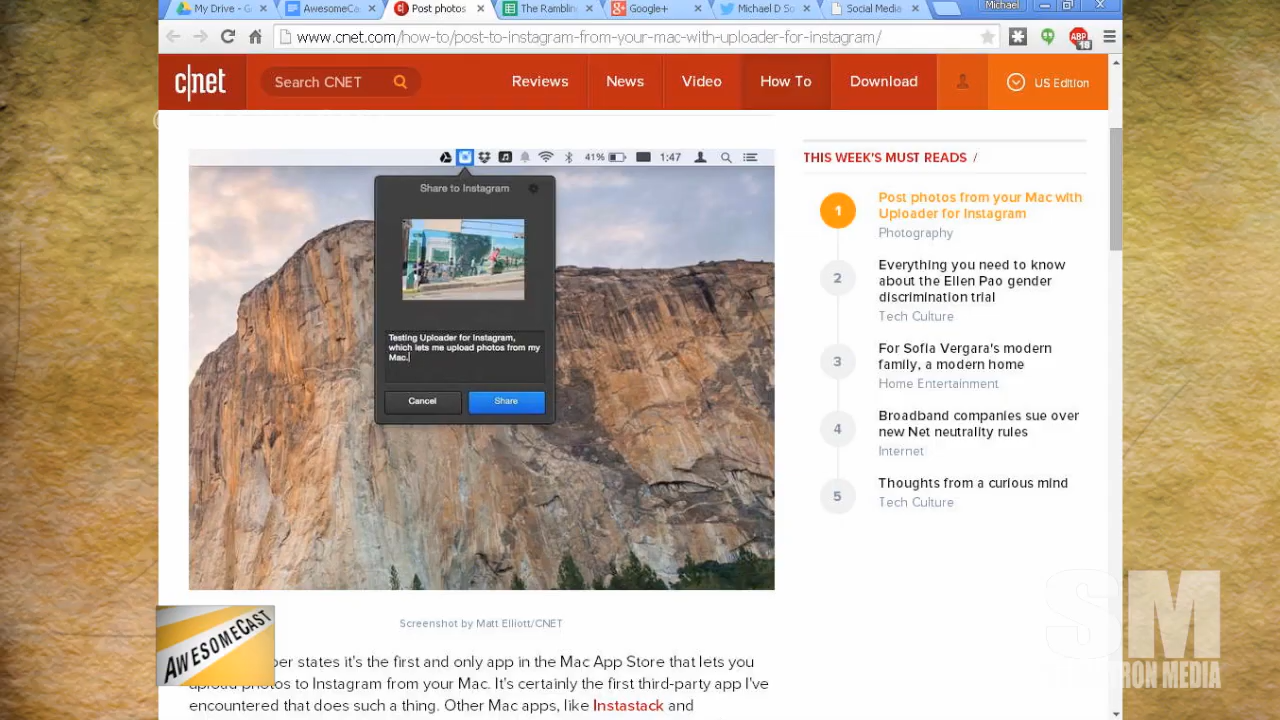 My Drive - G
AwesomeCa
Post photos
The Ramblin
Google+
Michael D So
Social Media
Michael
www.cnet.com/how-to/post-to-instagram-from-your-mac-with-uploader-for-instagram/
ABP
18
c|net
Search CNET
Reviews
News
Video
How To
Download
US Edition
41%
1:47
Share to Instagram
Testing Uploader for Instagram,
which lets me upload photos from my
Mac.
Cancel
Share
Screenshot by Matt Elliott/CNET
per states it's the first and only app in the Mac App Store that lets you
upload photos to Instagram from your Mac. It's certainly the first third-party app I've
encountered that does such a thing. Other Mac apps, like Instastack and
THIS WEEK'S MUST READS /
1
Post photos from your Mac with
Uploader for Instagram
Photography
2
Everything you need to know
about the Ellen Pao gender
discrimination trial
Tech Culture
3
For Sofia Vergara's modern
family, a modern home
Home Entertainment
4
Broadband companies sue over
new Net neutrality rules
Internet
5
Thoughts from a curious mind
Tech Culture
AWESOMECAST
SM
TRON MEDIA